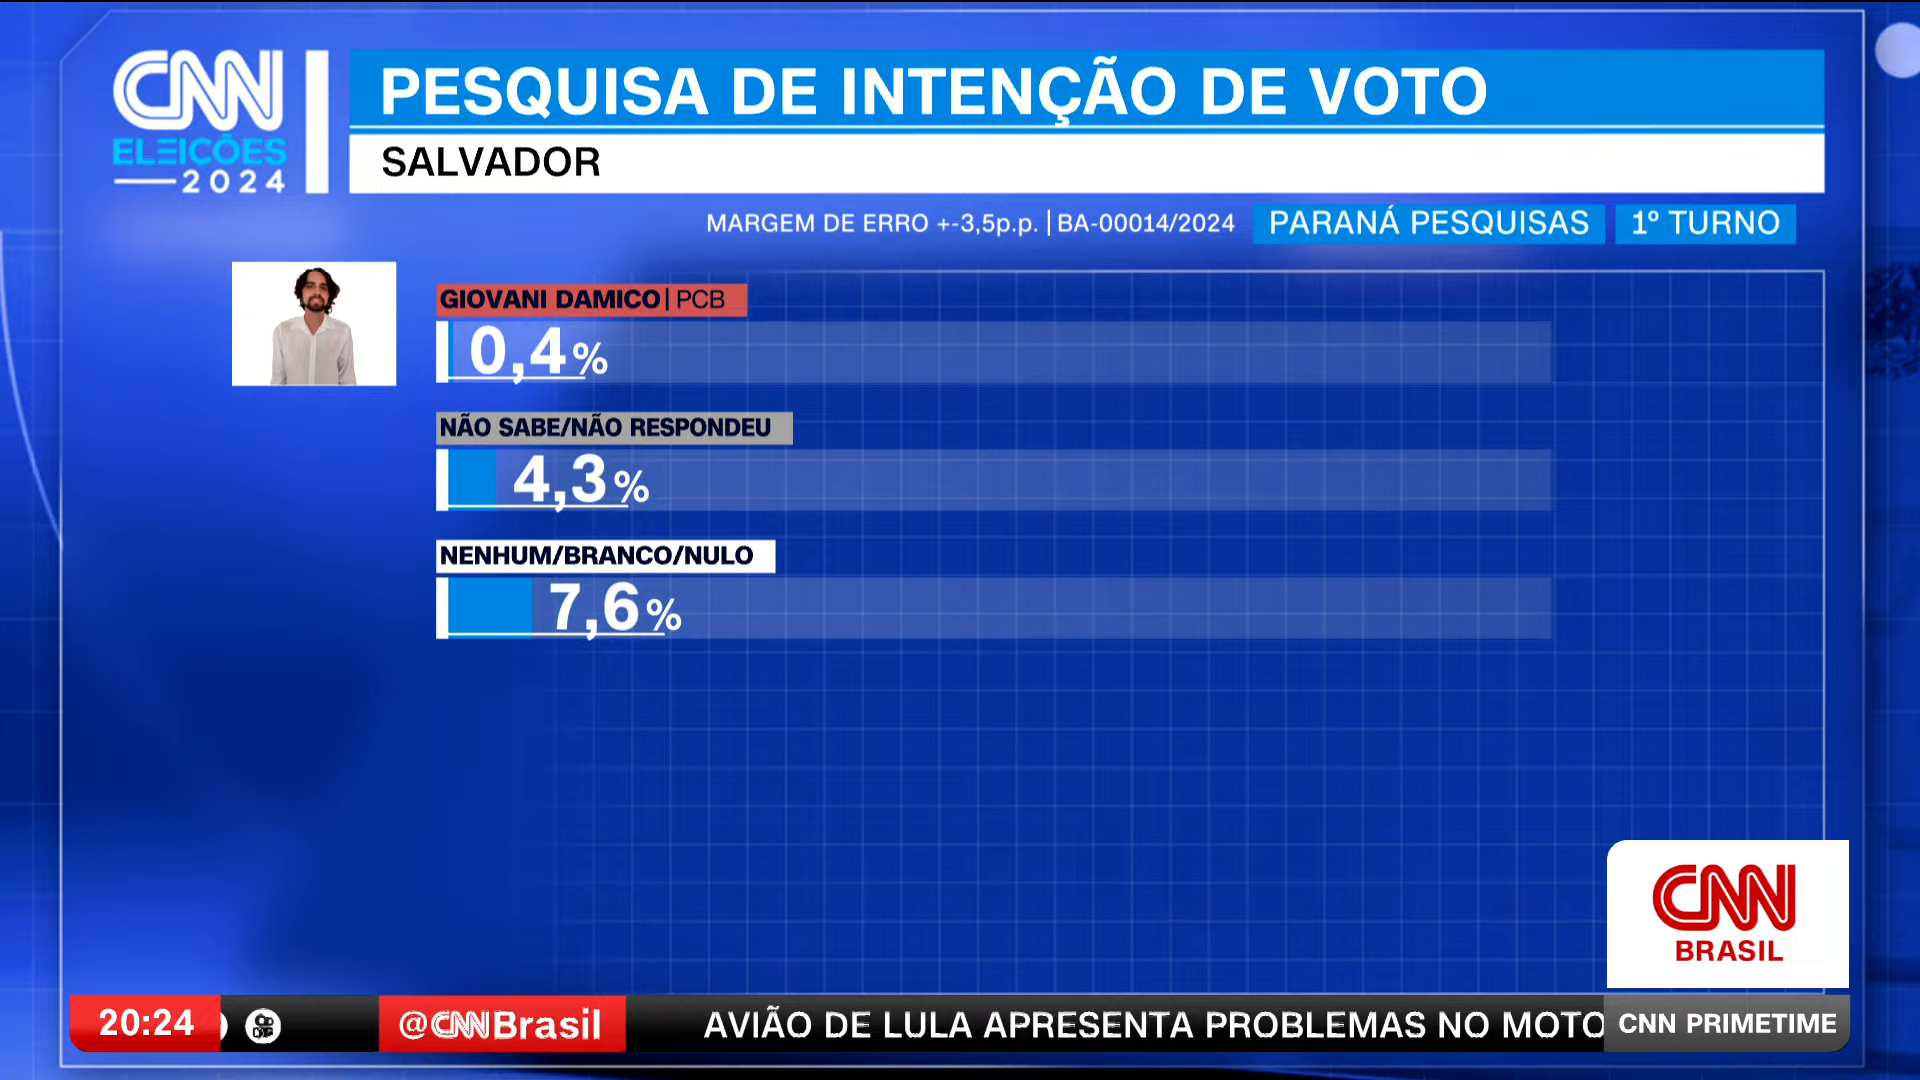 CNN
ELEIÇÕES
2024
PESQUISA DE INTENÇÃO DE VOTO
SALVADOR
MARGEM DE ERRO +-3,5p.p. | BA-00014/2024
PARANÁ PESQUISAS
1º TURNO
GIOVANI DAMICO | PCB
0,4%
NÃO SABE/NÃO RESPONDEU
4,3%
NENHUM/BRANCO/NULO
7,6%
CNN
BRASIL
20:24
@CNNBrasil
AVIÃO DE LULA APRESENTA PROBLEMAS NO MOTO
CNN PRIMETIME